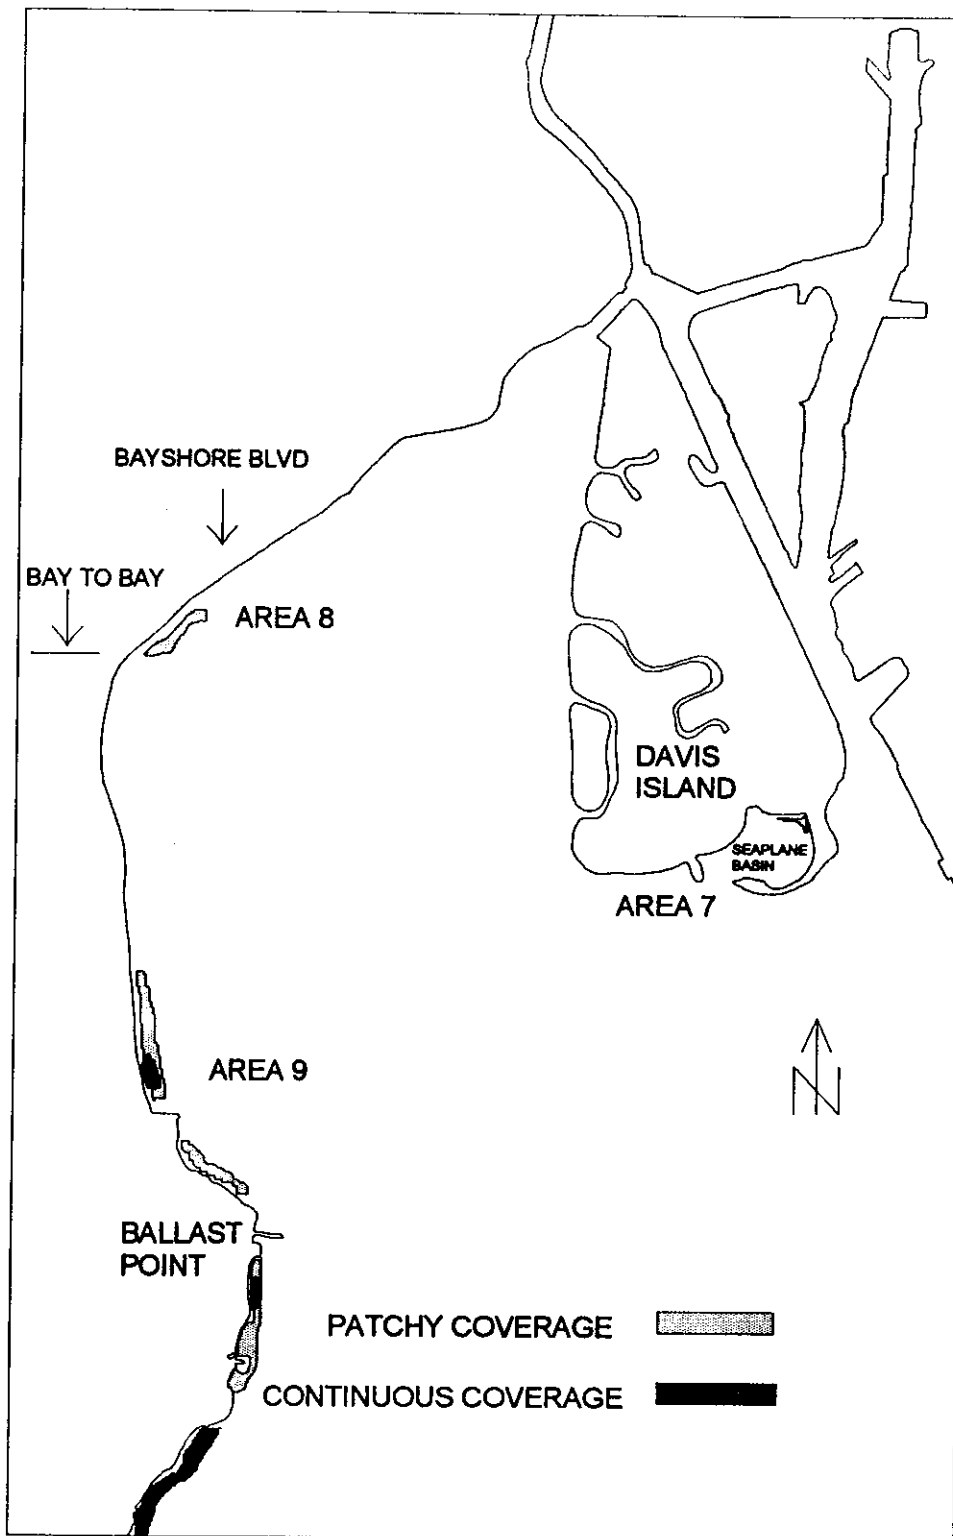 BAYSHORE BLVD
BAY TO BAY
AREA 8
DAVIS
ISLAND
SEAPLANE
BASIN
AREA 7
AREA 9
N
BALLAST
POINT
PATCHY COVERAGE
CONTINUOUS COVERAGE